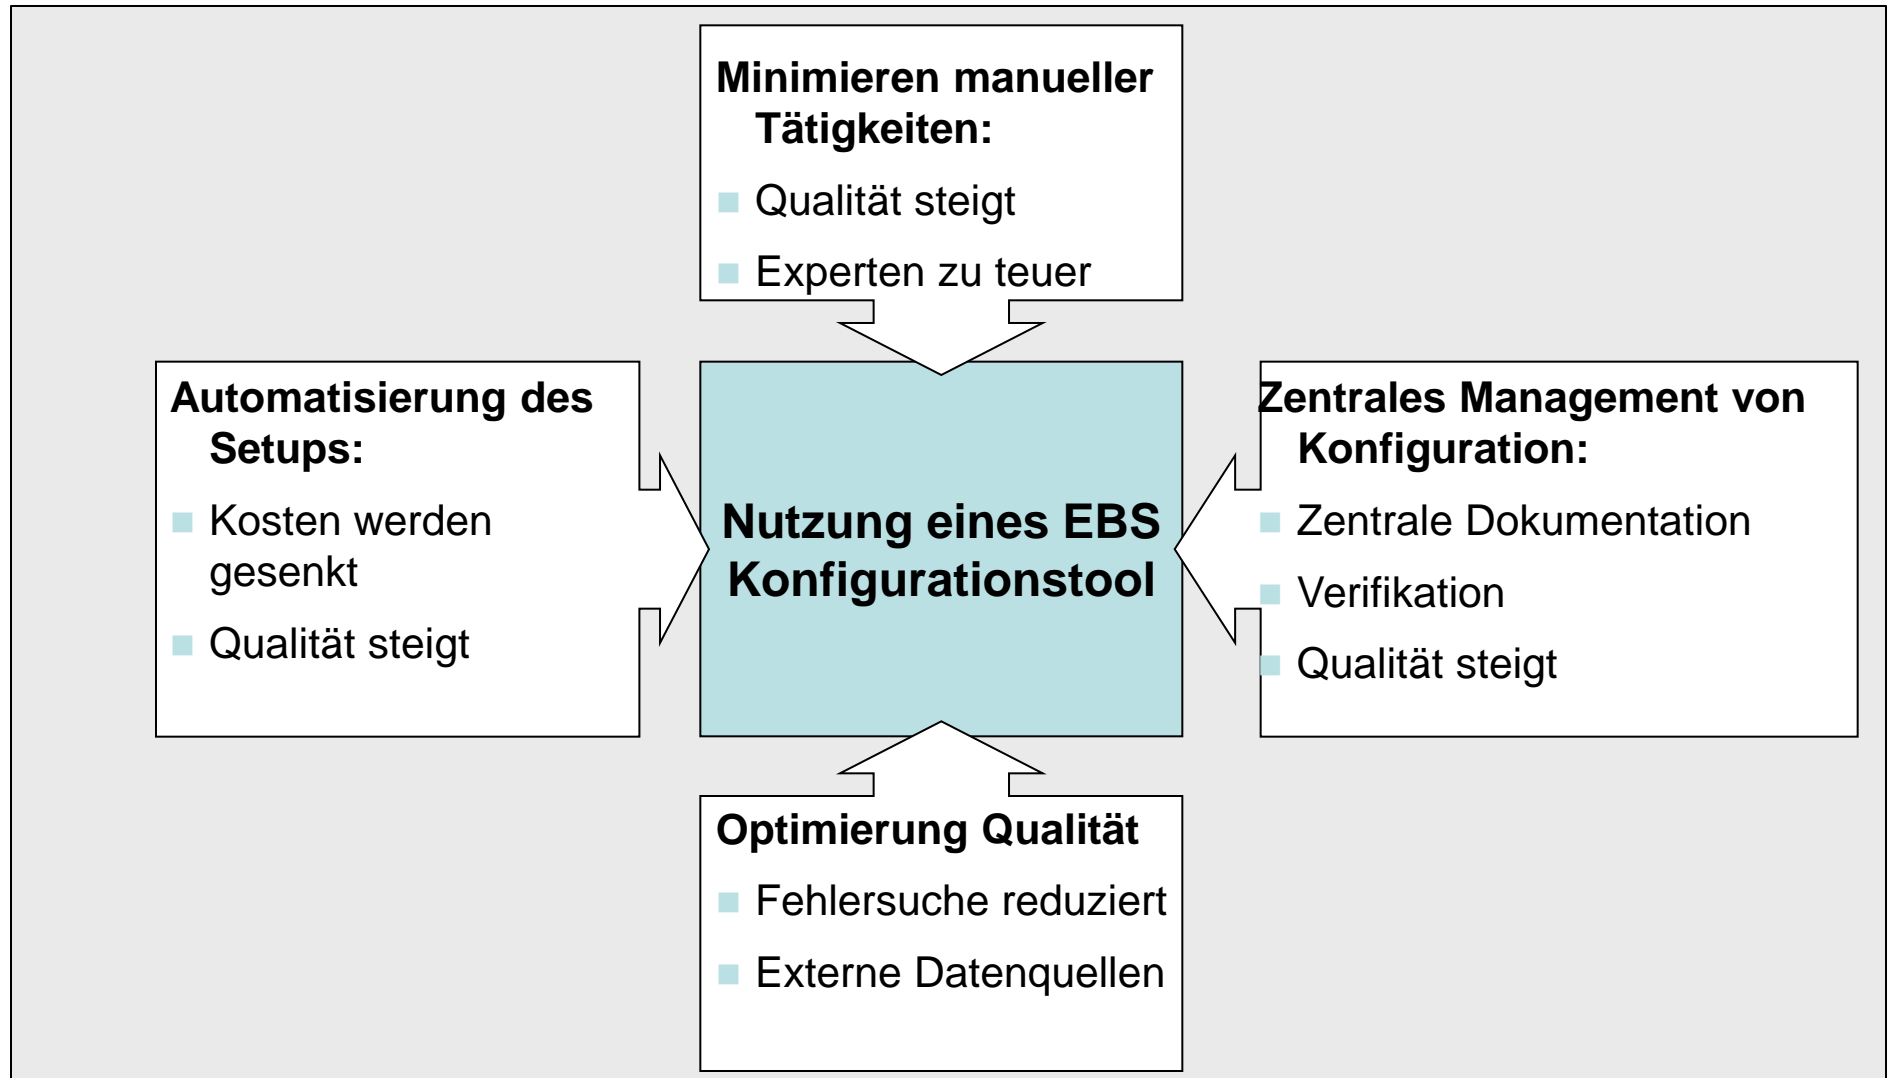 Minimieren manueller
Tätigkeiten:
Qualität steigt
Experten zu teuer
Automatisierung des
Setups:
Kosten werden
gesenkt
Qualität steigt
Nutzung eines EBS
Konfigurationstool
Zentrales Management von
Konfiguration:
Zentrale Dokumentation
Verifikation
Qualität steigt
Optimierung Qualität
Fehlersuche reduziert
Externe Datenquellen